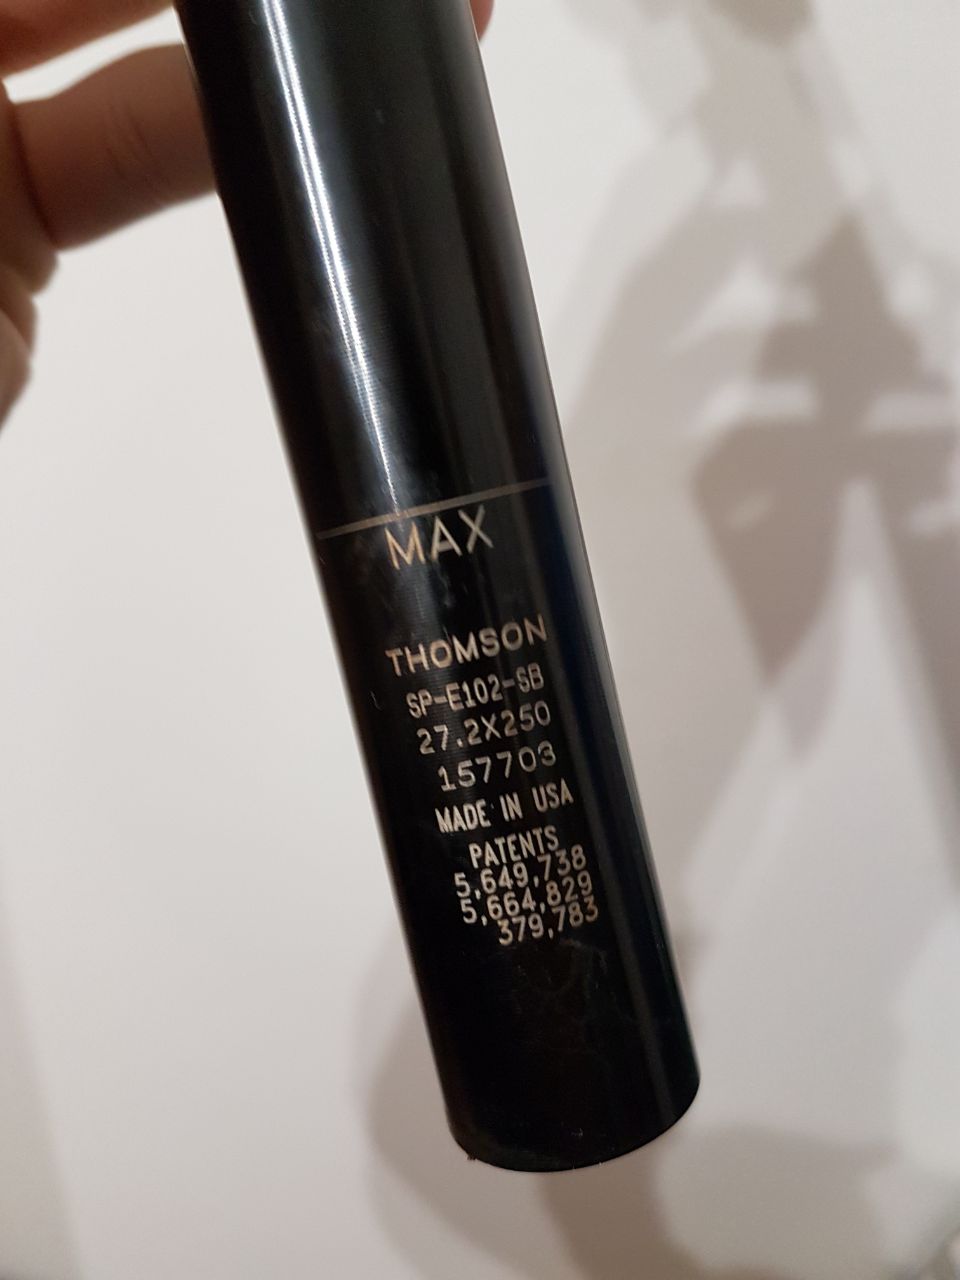 MAX
THOMSON
SP-E102-SB
27.2X250
157703
MADE IN USA
PATENTS
5,649,738
5,664,829
379,783